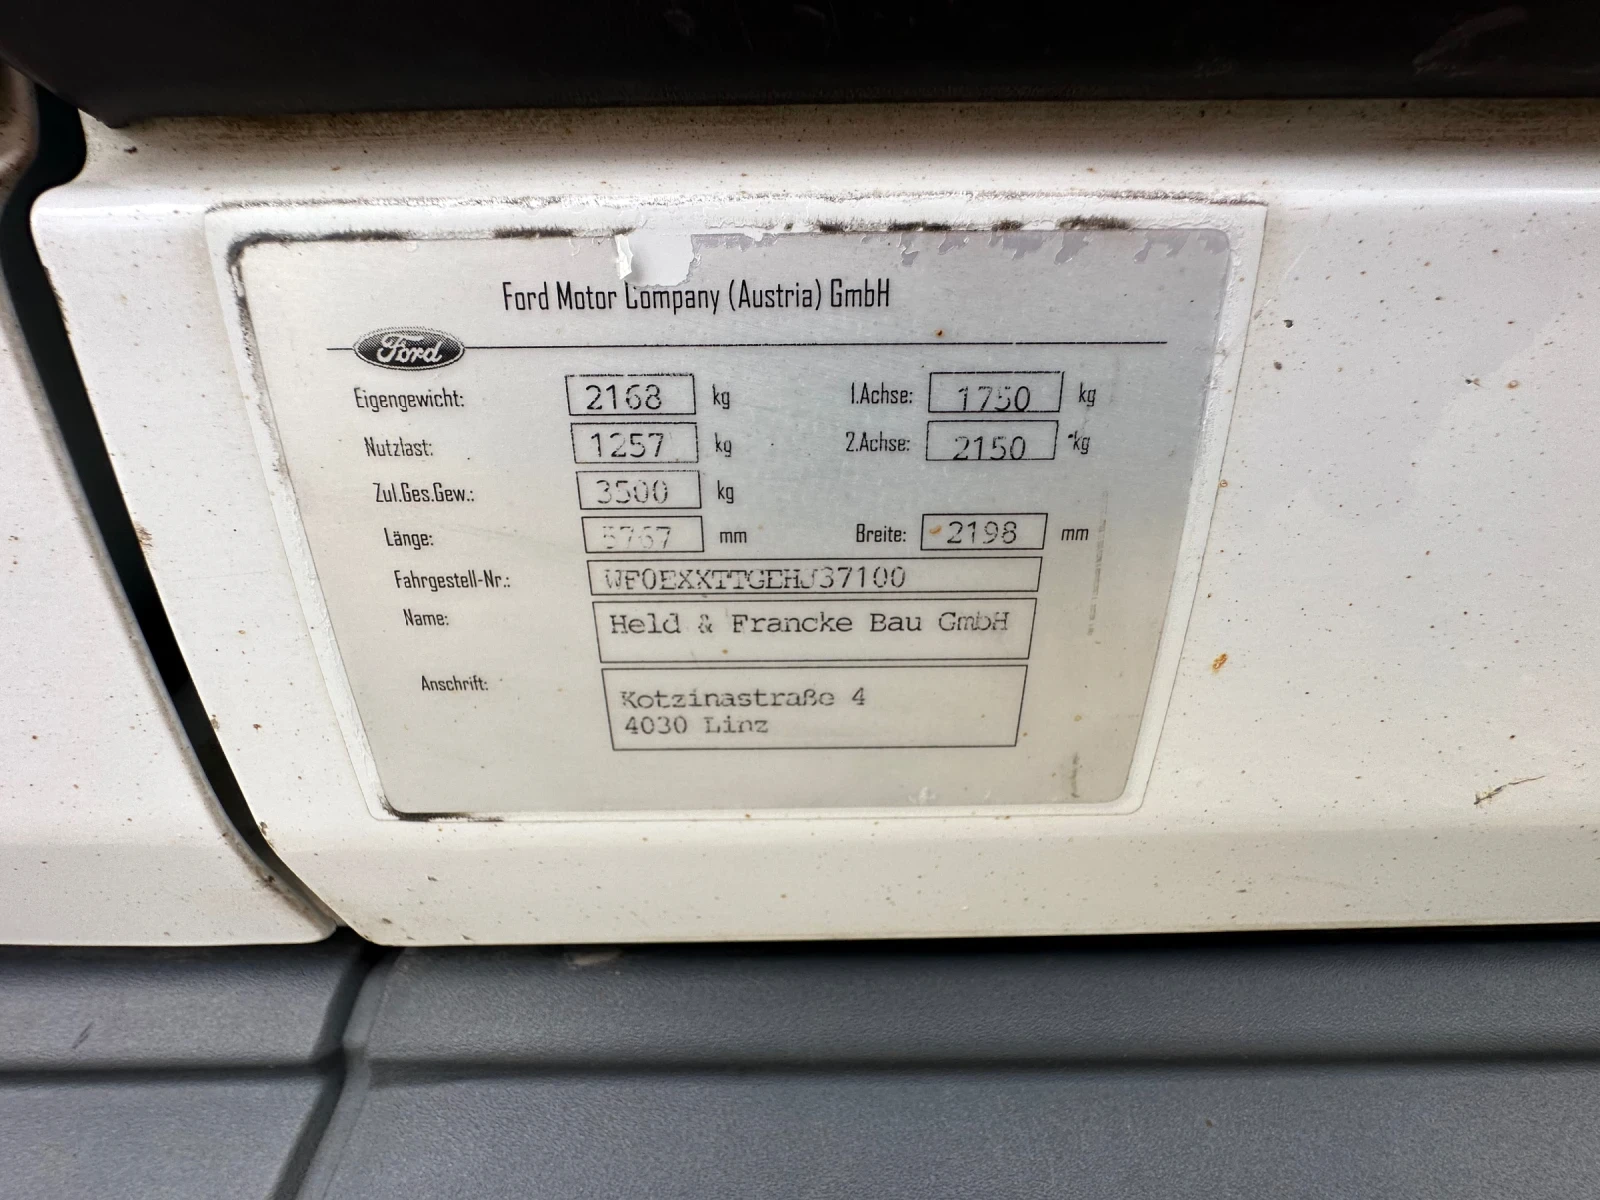 Ford Motor Company (Austria) GmbH
Ford
Eigengewicht: 2168 kg 1.Achse: 1750 kg
Nutzlast: 1257 kg 2.Achse: 2150 kg
Zul.Ges.Gew.: 3500 kg
Länge: 5767 mm Breite: 2198 mm
Fahrgestell-Nr.: WF0EXXTTGEHJ37100
Name: Held & Francke Bau GmbH
Anschrift: Kotzinastraße 4
4030 Linz